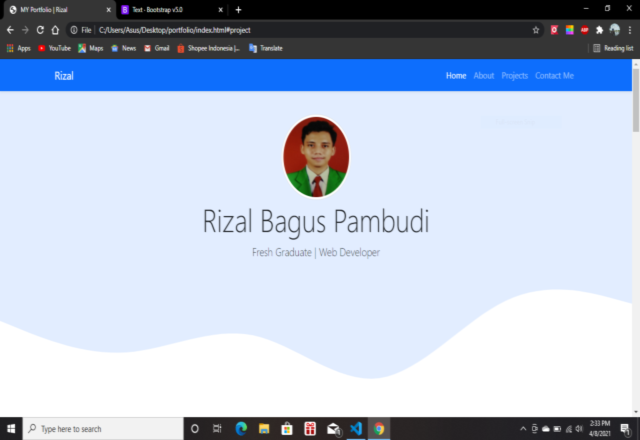 MY Portfolio | Rizal
Text · Bootstrap v5.0
File | C:/Users/Asus/Desktop/portfolio/index.html#project
Apps YouTube Maps News Gmail Shopee Indonesia |... Translate Reading list
Rizal Home About Projects Contact Me
Rizal Bagus Pambudi
Fresh Graduate | Web Developer
Type here to search
2:33 PM
4/8/2021